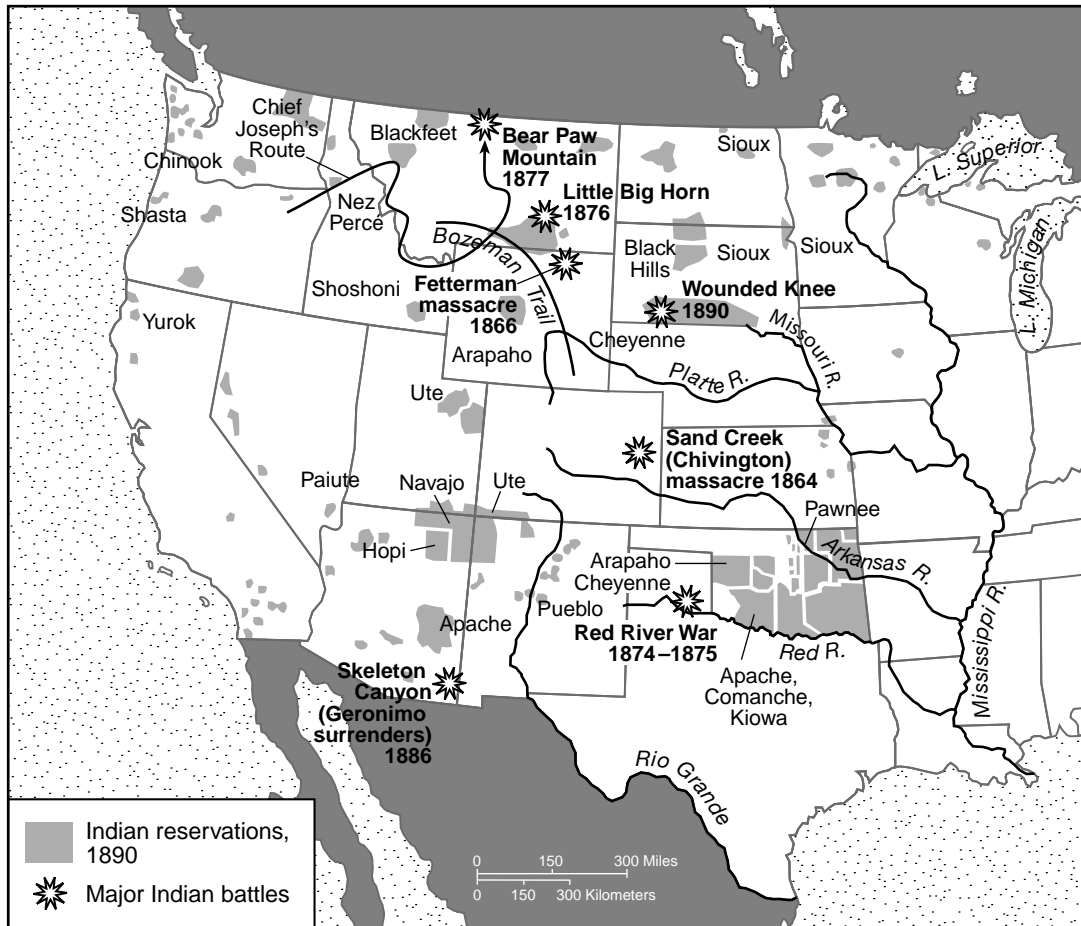 Chief
Joseph's
Route
Blackfeet
Bear Paw
Mountain
1877
Sioux
L. Superior
Chinook
Little Big Horn
1876
Shasta
Nez
Percé
L. Michigan
Bozeman
Trail
Black
Hills
Sioux
Sioux
Shoshoni
Fetterman
massacre
1866
Wounded Knee
1890
Yurok
Missouri R.
Arapaho
Cheyenne
Platte R.
Ute
Sand Creek
(Chivington)
massacre 1864
Paiute
Navajo
Ute
Pawnee
Hopi
Arapaho
Cheyenne
Arkansas R.
Pueblo
Apache
Red River War
1874–1875
Red R.
Mississippi R.
Skeleton
Canyon
(Geronimo
surrenders)
1886
Apache,
Comanche,
Kiowa
Rio Grande
Indian reservations,
1890
Major Indian battles
0 150 300 Miles
0 150 300 Kilometers